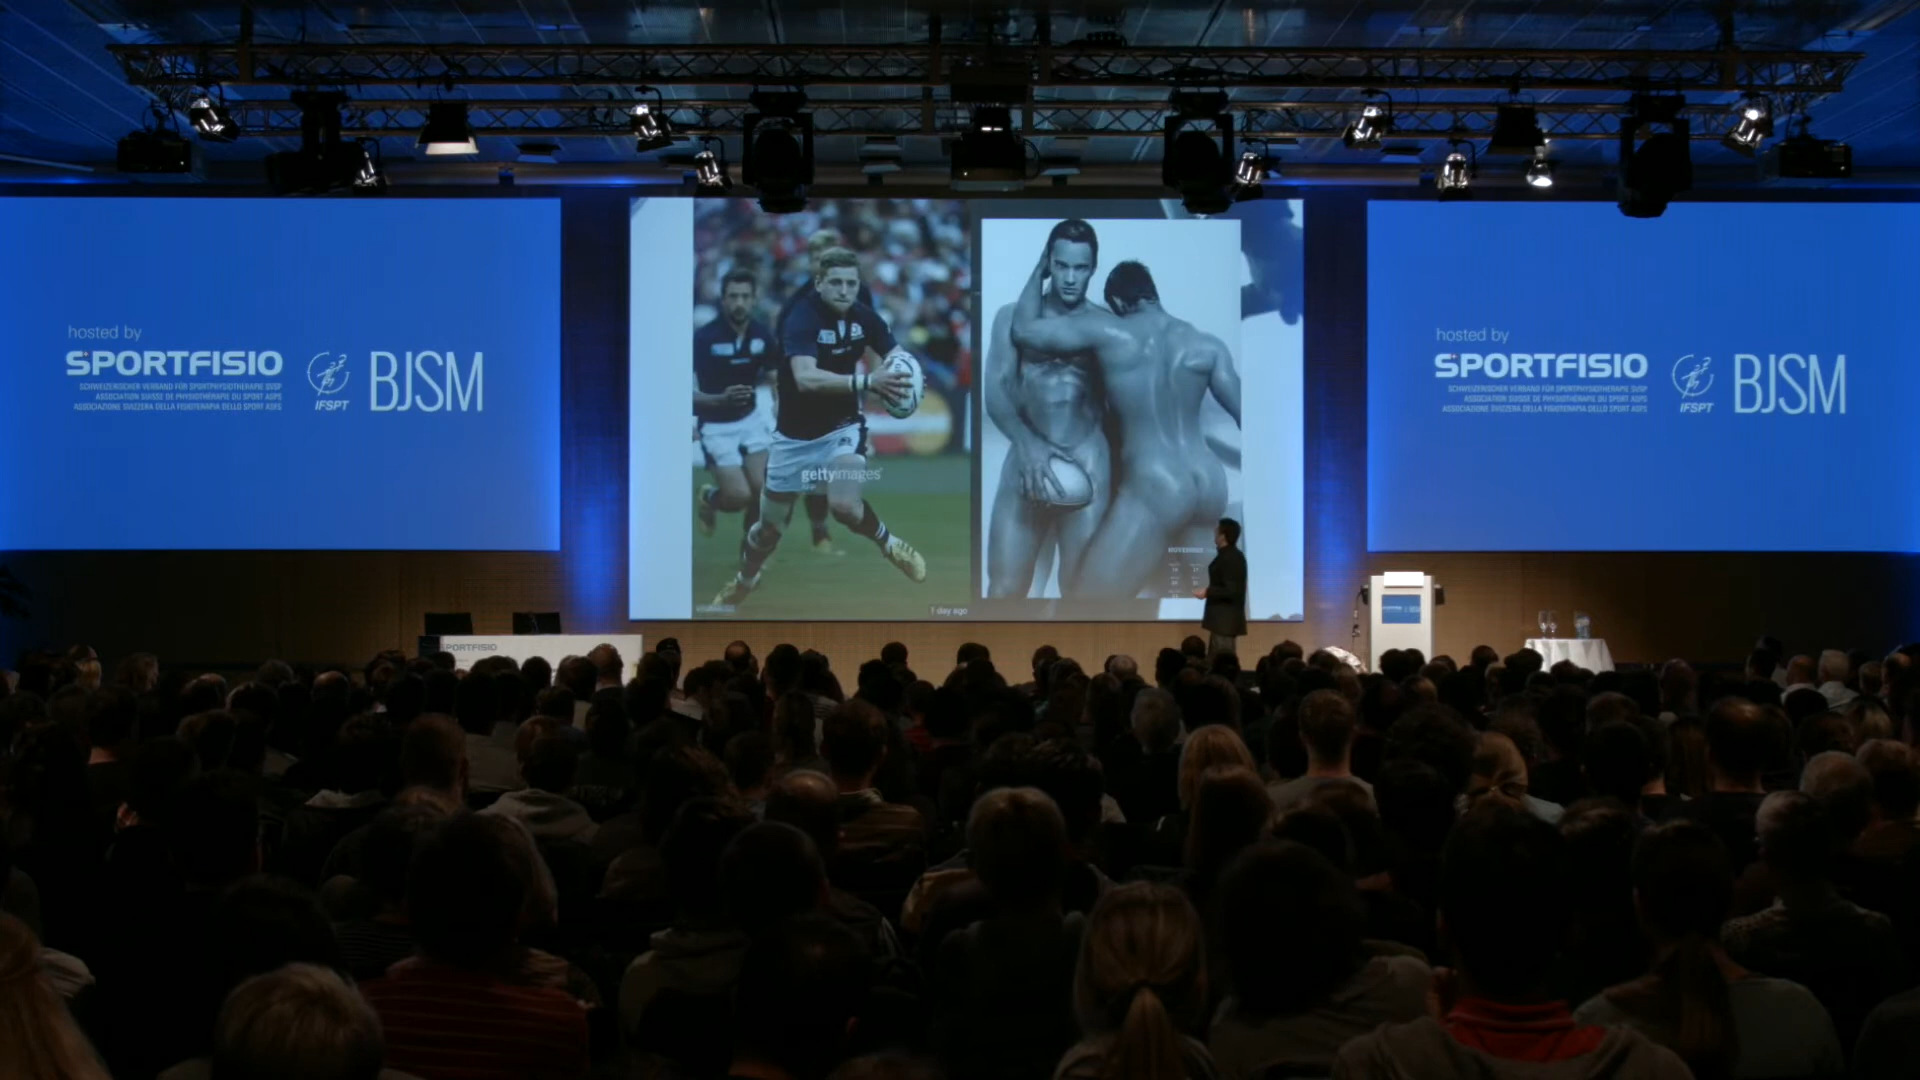 hosted by
SPORTFISIO
SCHWEIZERISCHER VERBAND FÜR SPORTPHYSIOTHERAPIE SVSP
ASSOCIATION SUISSE DE PHYSIOTHÉRAPIE DU SPORT ASPS
ASSOCIAZIONE SVIZZERA DELLA FISIOTERAPIA DELLO SPORT ASFS
IFSPT
BJSM
gettyimages
NOVEMBER
1 day ago
hosted by
SPORTFISIO
SCHWEIZERISCHER VERBAND FÜR SPORTPHYSIOTHERAPIE SVSP
ASSOCIATION SUISSE DE PHYSIOTHÉRAPIE DU SPORT ASPS
ASSOCIAZIONE SVIZZERA DELLA FISIOTERAPIA DELLO SPORT ASFS
IFSPT
BJSM
SPORTFISIO